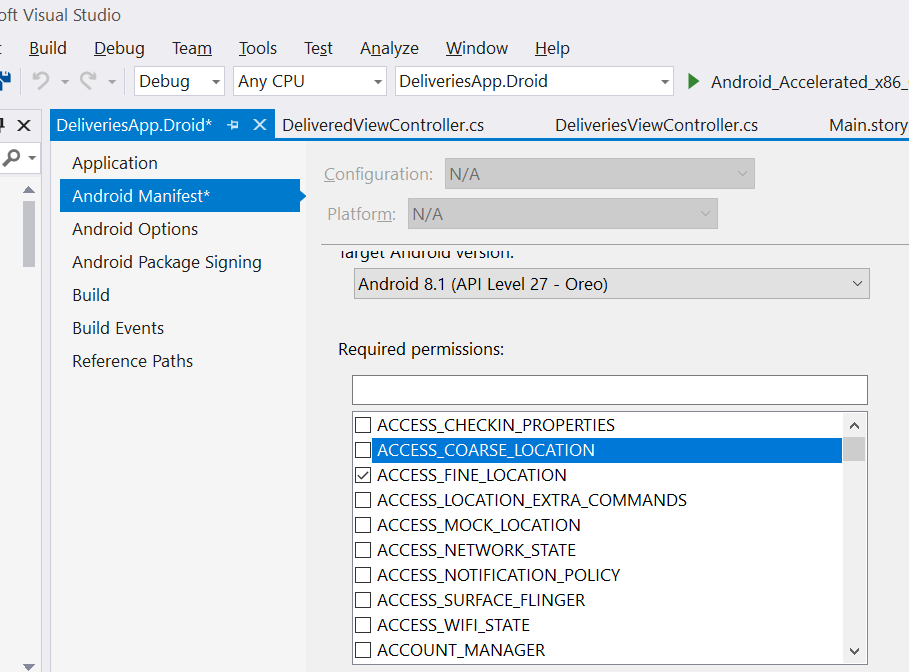 oft Visual Studio
Build Debug Team Tools Test Analyze Window Help
Debug Any CPU DeliveriesApp.Droid Android_Accelerated_x86_
DeliveriesApp.Droid* DeliveredViewController.cs DeliveriesViewController.cs Main.story
Application
Android Manifest*
Android Options
Android Package Signing
Build
Build Events
Reference Paths
Configuration: N/A
Platform: N/A
Target Android version:
Android 8.1 (API Level 27 - Oreo)
Required permissions:
ACCESS_CHECKIN_PROPERTIES
ACCESS_COARSE_LOCATION
ACCESS_FINE_LOCATION
ACCESS_LOCATION_EXTRA_COMMANDS
ACCESS_MOCK_LOCATION
ACCESS_NETWORK_STATE
ACCESS_NOTIFICATION_POLICY
ACCESS_SURFACE_FLINGER
ACCESS_WIFI_STATE
ACCOUNT_MANAGER